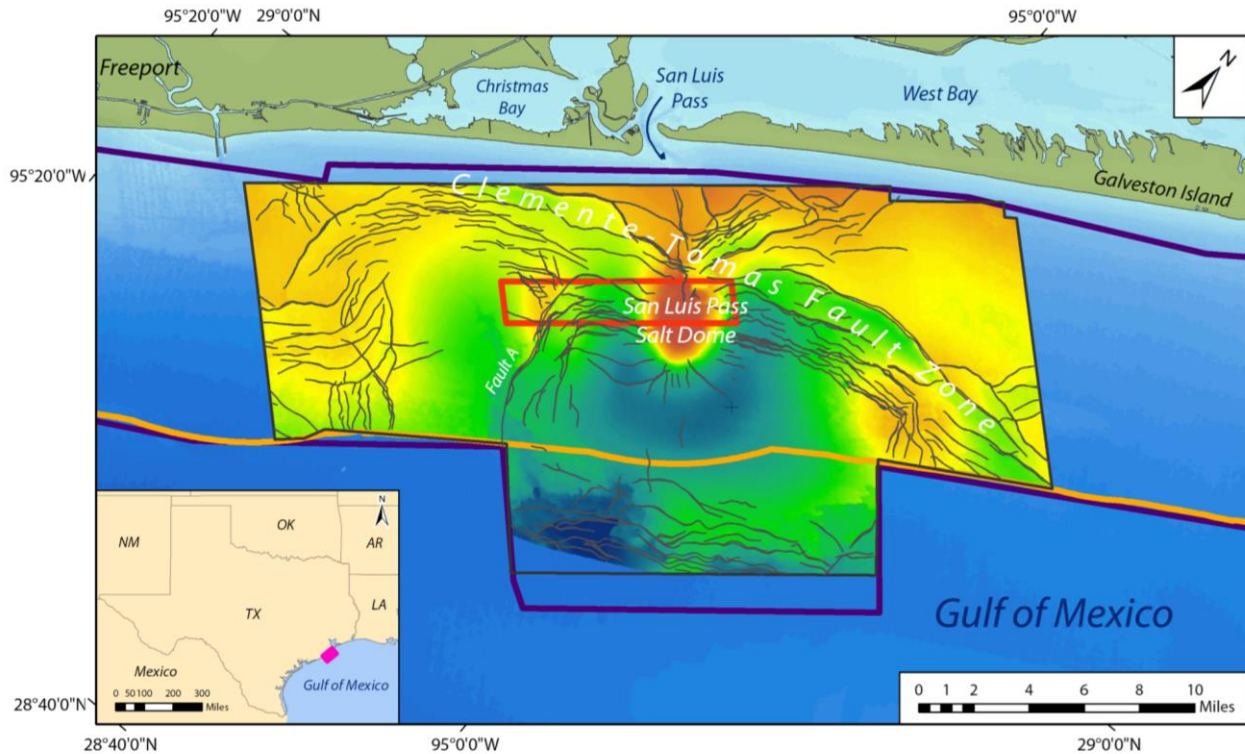 95°20'0"W
29°0'0"N
95°0'0"W
Freeport
Christmas
Bay
San Luis
Pass
West Bay
N
95°20'0"W
Galveston Island
Clemente-Tomas Fault Zone
San Luis Pass
Salt Dome
Fault A
N
NM
OK
AR
TX
LA
Mexico
0 50 100 200 300
Miles
Gulf of Mexico
Gulf of Mexico
0 1 2 4 6 8 10
Miles
28°40'0"N
28°40'0"N
95°0'0"W
29°0'0"N